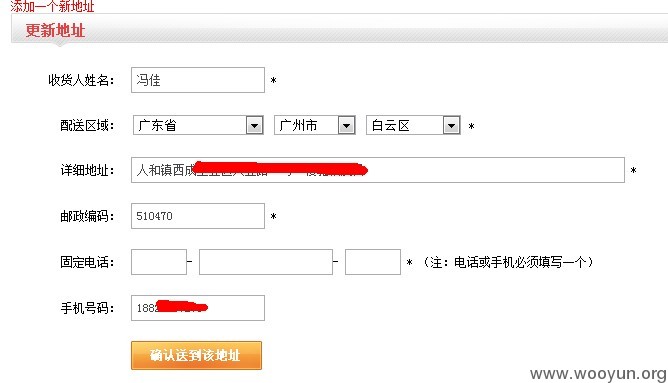 添加一个新地址
更新地址
收货人姓名： 冯佳 *
配送区域： 广东省 广州市 白云区 *
详细地址： 人和镇西成 *
邮政编码： 510470 *
固定电话： - - * （注：电话或手机必须填写一个）
手机号码： 188
确认送到该地址
www.wooyun.org